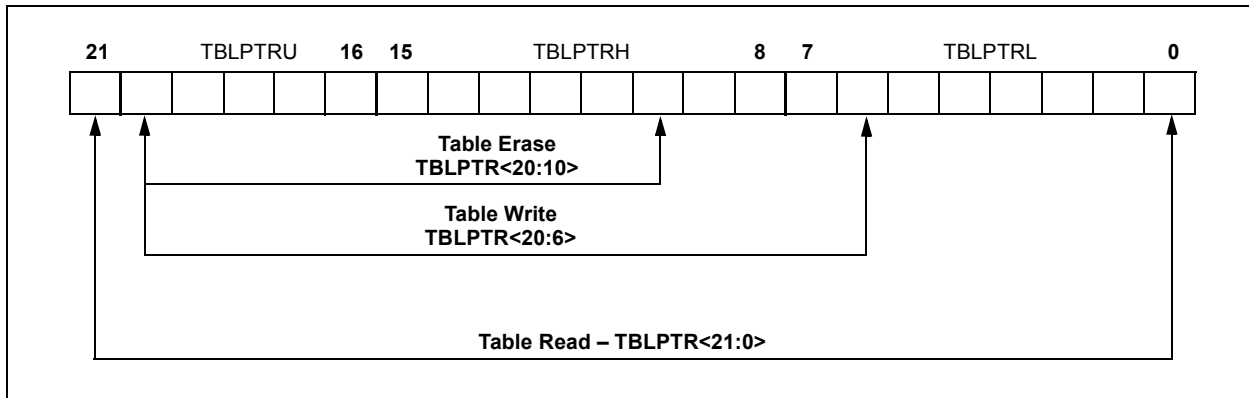 21 TBLPTRU 16 15 TBLPTRH 8 7 TBLPTRL 0
Table Erase
TBLPTR<20:10>
Table Write
TBLPTR<20:6>
Table Read – TBLPTR<21:0>